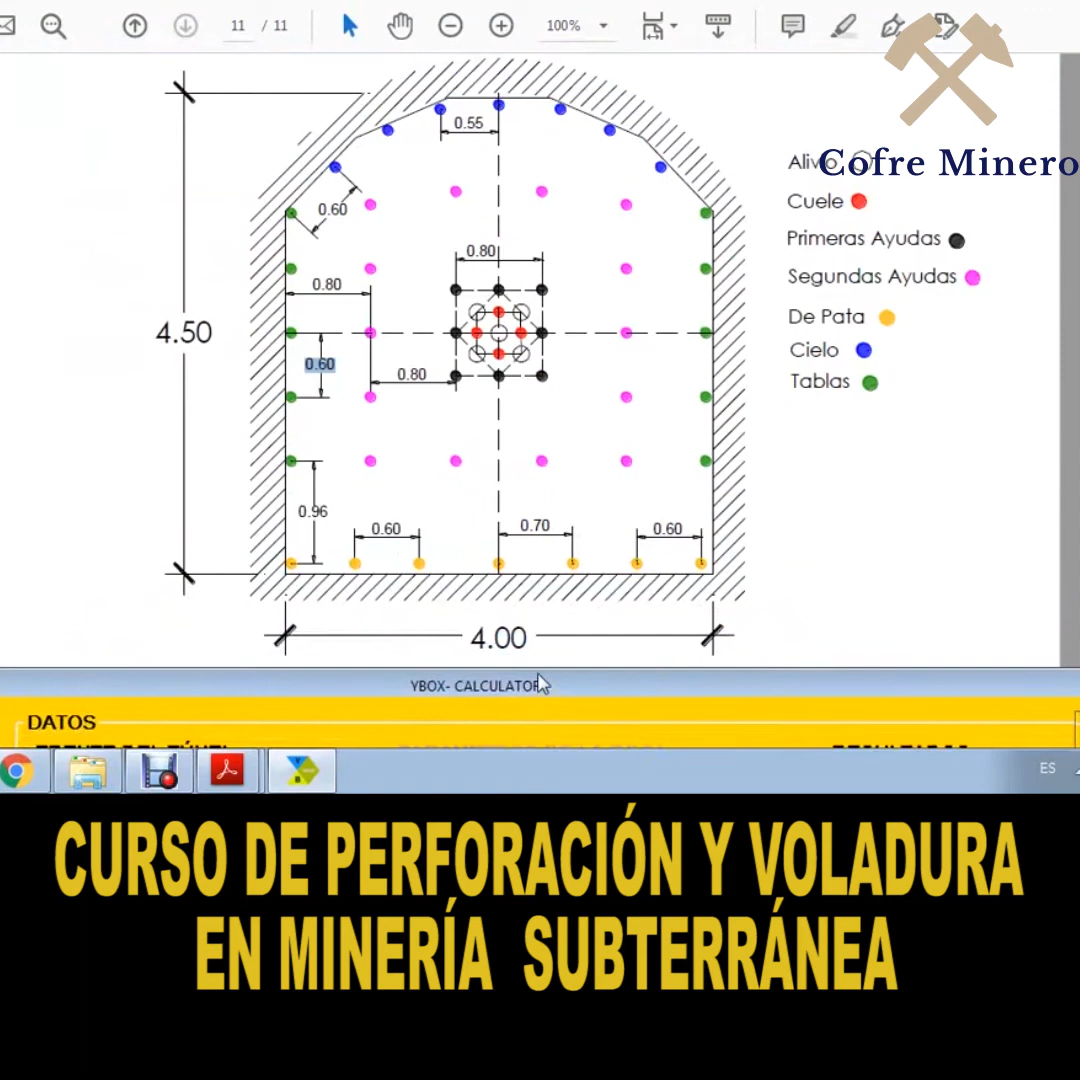 11 / 11
100%
Cofre Minero
0.55
Alivio
0.60
Cuele
Primeras Ayudas
0.80
Segundas Ayudas
0.80
De Pata
4.50
Cielo
0.60
0.80
Tablas
0.96
0.60
0.70
0.60
4.00
YBOX- CALCULATOR
DATOS
ES
CURSO DE PERFORACIÓN Y VOLADURA
EN MINERÍA SUBTERRÁNEA